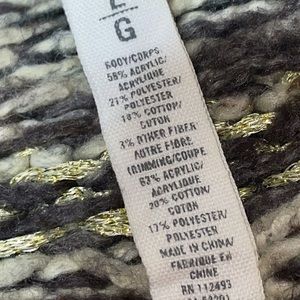 L
G
BODY/CORPS
58% ACRYLIC/
ACRYLIQUE
21% POLYESTER/
POLYESTER
18% COTTON/
COTON
3% OTHER FIBER
AUTRE FIBRE
TRIMMING/COUPE
63% ACRYLIC/
ACRYLIQUE
20% COTTON/
COTON
17% POLYESTER/
POLYESTER
MADE IN CHINA/
FABRIQUE EN
CHINE
RN 112493